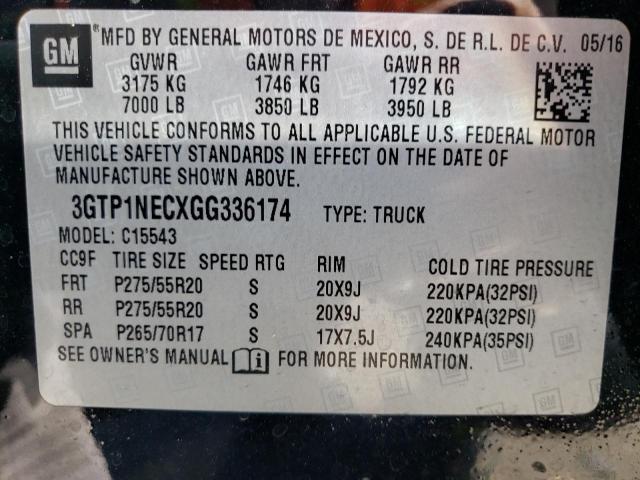 GM ®MFD BY GENERAL MOTORS DE MEXICO, S. DE R.L. DE C.V. 05/16
GVWR GAWR FRT GAWR RR
3175 KG 1746 KG 1792 KG
7000 LB 3850 LB 3950 LB
THIS VEHICLE CONFORMS TO ALL APPLICABLE U.S. FEDERAL MOTOR
VEHICLE SAFETY STANDARDS IN EFFECT ON THE DATE OF
MANUFACTURE SHOWN ABOVE.
3GTP1NECXGG336174 TYPE: TRUCK
MODEL: C15543
CC9F TIRE SIZE SPEED RTG RIM COLD TIRE PRESSURE
FRT P275/55R20 S 20X9J 220KPA(32PSI)
RR P275/55R20 S 20X9J 220KPA(32PSI)
SPA P265/70R17 S 17X7.5J 240KPA(35PSI)
SEE OWNER'S MANUAL i FOR MORE INFORMATION.